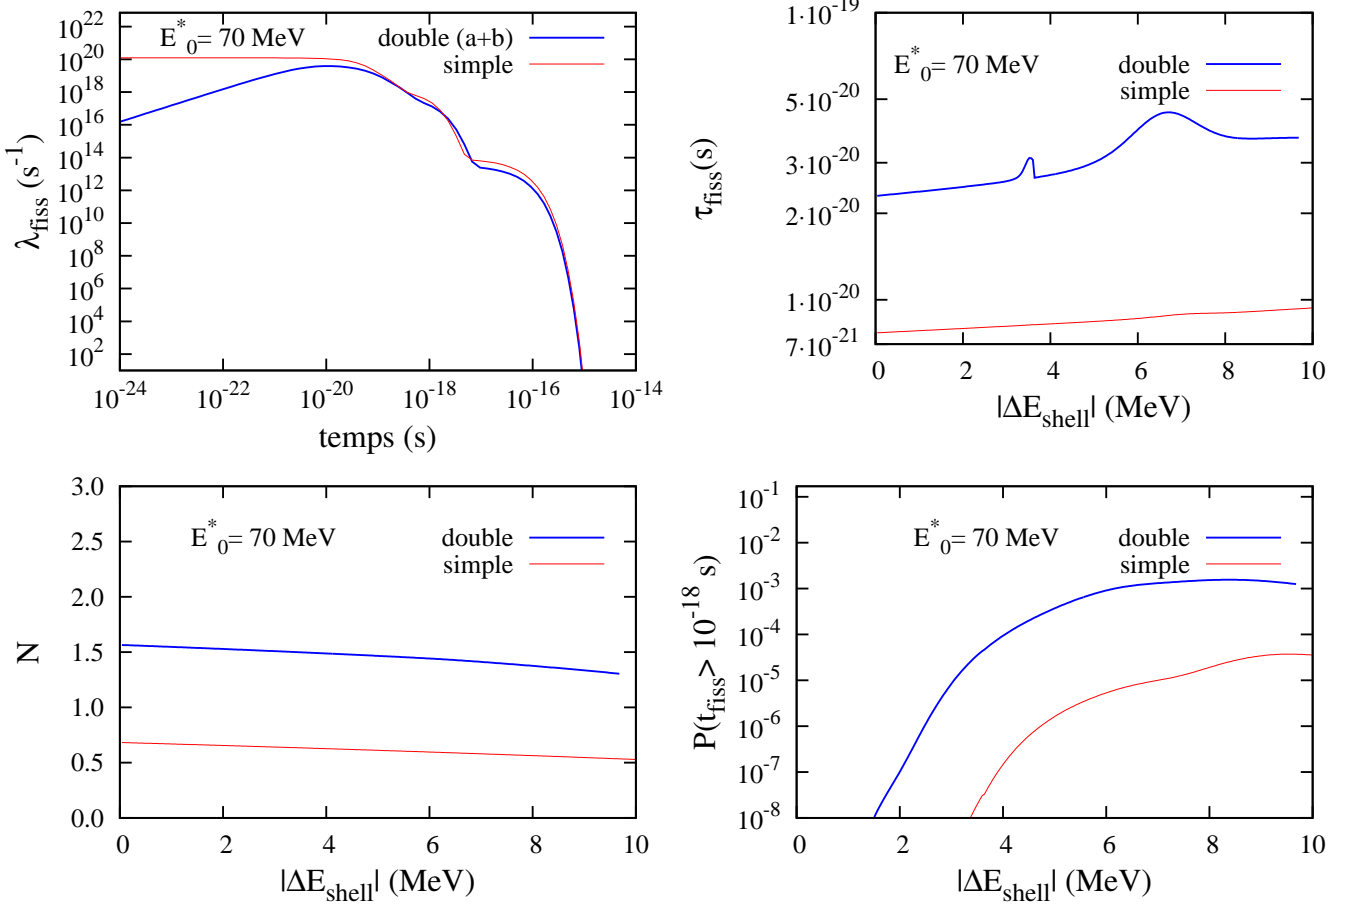 10^22
10^20
10^18
10^16
10^14
10^12
10^10
10^8
10^6
10^4
10^2
λ_fiss (s^-1)
E*_0= 70 MeV
double (a+b)
simple
10^-24 10^-22 10^-20 10^-18 10^-16 10^-14
temps (s)
1·10^-19
5·10^-20
3·10^-20
2·10^-20
1·10^-20
7·10^-21
τ_fiss(s)
E*_0= 70 MeV
double
simple
0 2 4 6 8 10
|ΔE_shell| (MeV)
3.0
2.5
2.0
1.5
1.0
0.5
0.0
N
E*_0= 70 MeV
double
simple
0 2 4 6 8 10
|ΔE_shell| (MeV)
10^-1
10^-2
10^-3
10^-4
10^-5
10^-6
10^-7
10^-8
P(t_fiss> 10^-18 s)
E*_0= 70 MeV
double
simple
0 2 4 6 8 10
|ΔE_shell| (MeV)